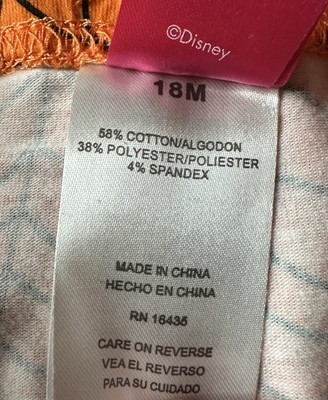 ©Disney
18M
58% COTTON/ALGODON
38% POLYESTER/POLIESTER
4% SPANDEX
MADE IN CHINA
HECHO EN CHINA
RN 16435
CARE ON REVERSE
VEA EL REVERSO
PARA SU CUIDADO